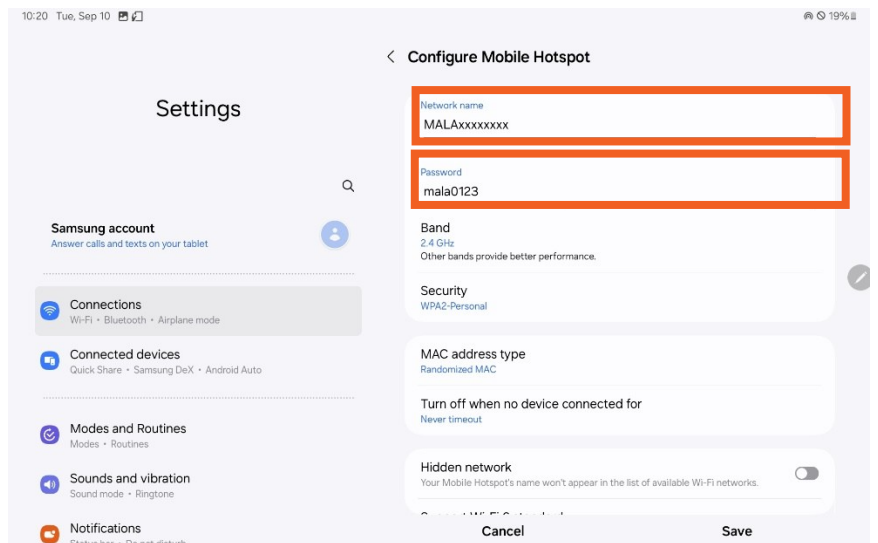 10:20 Tue, Sep 10
19%
Configure Mobile Hotspot
Settings
Network name
MALAxxxxxxxx
Password
mala0123
Samsung account
Answer calls and texts on your tablet
Band
2.4 GHz
Other bands provide better performance.
Security
WPA2-Personal
Connections
Wi-Fi • Bluetooth • Airplane mode
Connected devices
Quick Share • Samsung DeX • Android Auto
MAC address type
Randomized MAC
Turn off when no device connected for
Never timeout
Modes and Routines
Modes • Routines
Sounds and vibration
Sound mode • Ringtone
Hidden network
Your Mobile Hotspot's name won't appear in the list of available Wi-Fi networks.
Notifications
Cancel
Save